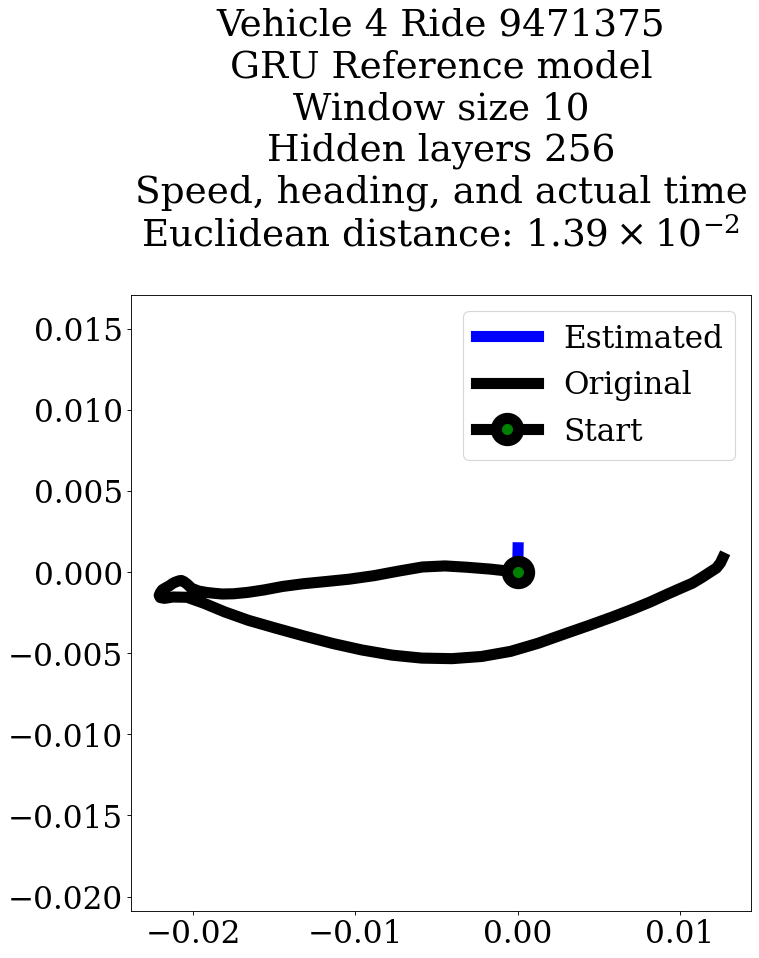 Vehicle 4 Ride 9471375
GRU Reference model
Window size 10
Hidden layers 256
Speed, heading, and actual time
Euclidean distance: 1.39 × 10⁻²
Estimated
Original
Start
0.015
0.010
0.005
0.000
−0.005
−0.010
−0.015
−0.020
−0.02 −0.01 0.00 0.01